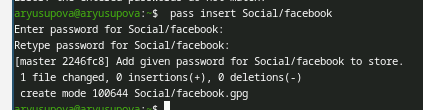 aryusupova@aryusupova:~$  pass insert Social/facebook
Enter password for Social/facebook:
Retype password for Social/facebook:
[master 2246fc8] Add given password for Social/facebook to store.
 1 file changed, 0 insertions(+), 0 deletions(-)
 create mode 100644 Social/facebook.gpg
aryusupova@aryusupova:~$